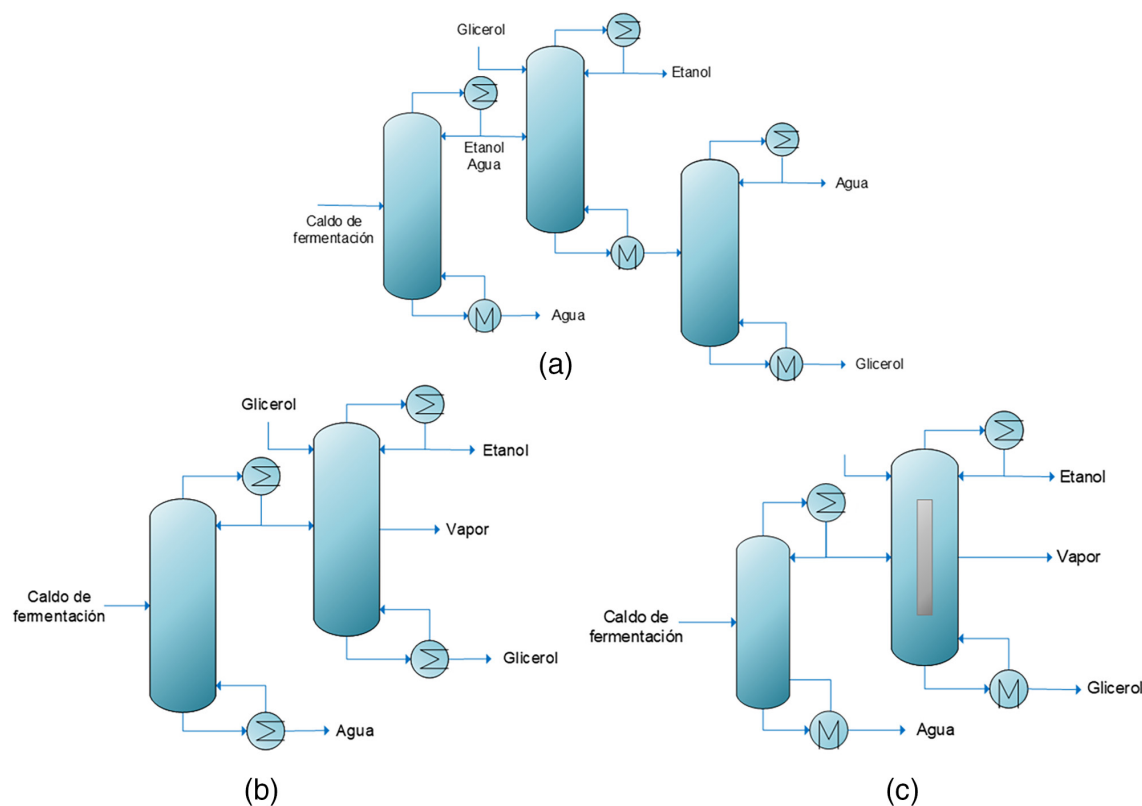 Glicerol
Etanol
Etanol
Agua
Agua
Caldo de
fermentación
Agua
Glicerol
(a)
Glicerol
Etanol
Vapor
Caldo de
fermentación
Glicerol
Agua
(b)
Etanol
Vapor
Caldo de
fermentación
Glicerol
Agua
(c)